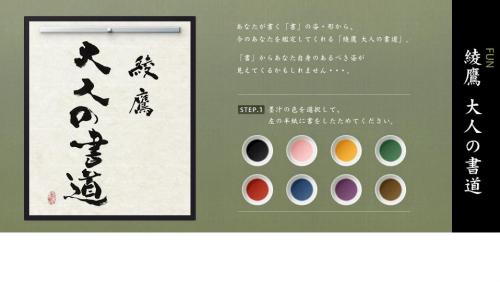 綾鷹
大人の書道
あなたが書く「書」の姿・形から、
今のあなたを鑑定してくれる「綾鷹 大人の書道」。
「書」からあなた自身のあるべき姿が
見えてくるかもしれません・・・。
STEP.1 墨汁の色を選択して、
左の半紙に書をしたためてください。
FUN
綾鷹 大人の書道